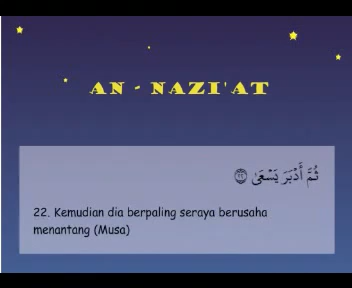 AN - NAZI'AT
ثُمَّ أَدْبَرَ يَسْعَىٰ ﴿٢٢﴾
22. Kemudian dia berpaling seraya berusaha
menantang (Musa)